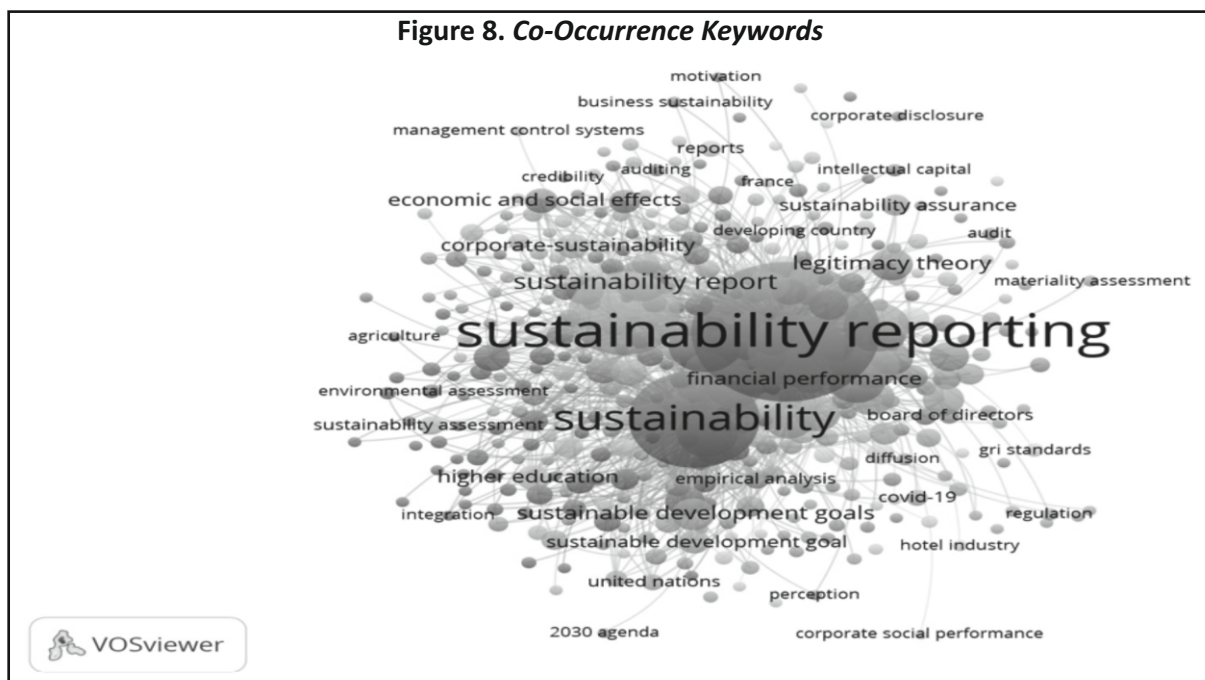 Figure 8. Co-Occurrence Keywords
motivation
business sustainability
corporate disclosure
management control systems
reports
auditing
intellectual capital
credibility
france
economic and social effects
sustainability assurance
developing country
audit
corporate-sustainability
legitimacy theory
sustainability report
materiality assessment
sustainability reporting
agriculture
financial performance
environmental assessment
sustainability
board of directors
sustainability assessment
gri standards
diffusion
higher education
empirical analysis
covid-19
integration
sustainable development goals
regulation
sustainable development goal
hotel industry
united nations
perception
2030 agenda
corporate social performance
VOSviewer